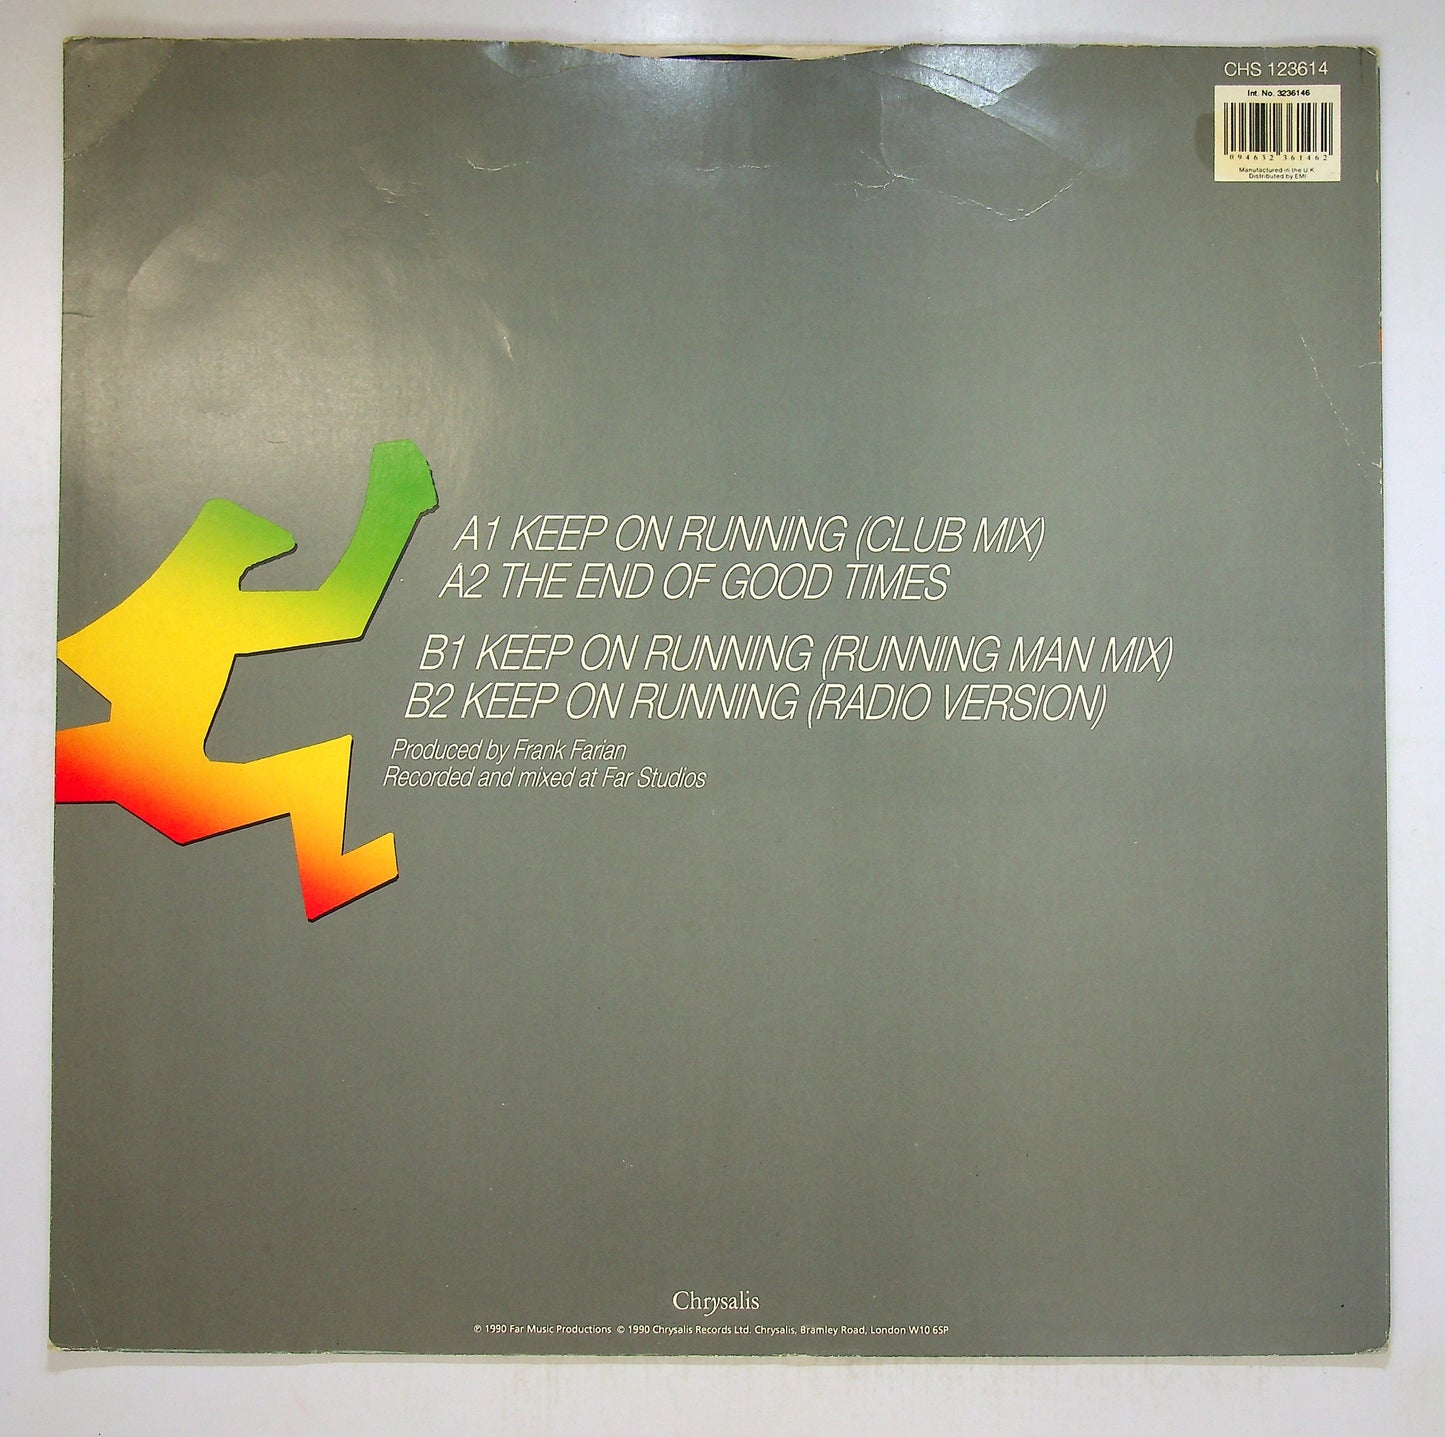 CHS 123614
Int. No. 3236146
094632 361462
Manufactured in the U K
Distributed by EMI
A1 KEEP ON RUNNING (CLUB MIX)
A2 THE END OF GOOD TIMES
B1 KEEP ON RUNNING (RUNNING MAN MIX)
B2 KEEP ON RUNNING (RADIO VERSION)
Produced by Frank Farian
Recorded and mixed at Far Studios
Chrysalis
℗ 1990 Far Music Productions © 1990 Chrysalis Records Ltd. Chrysalis, Bramley Road, London W10 6SP